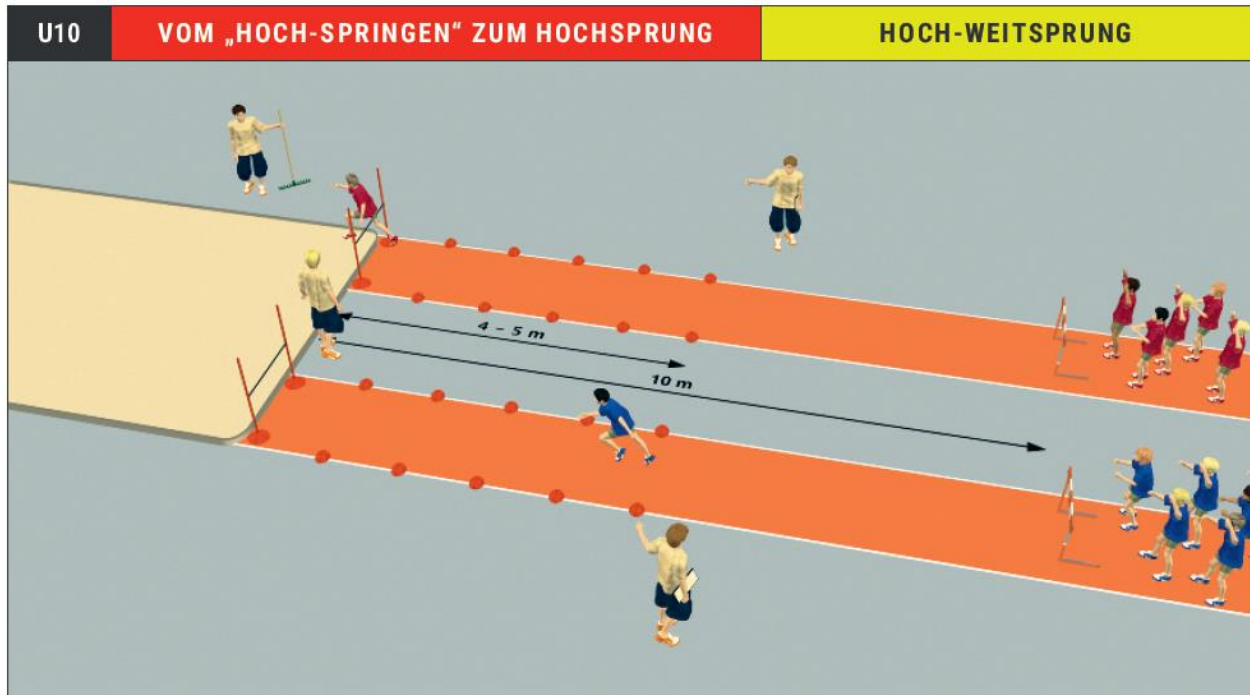 U10
VOM „HOCH-SPRINGEN“ ZUM HOCHSPRUNG
HOCH-WEITSPRUNG
4 – 5 m
10 m